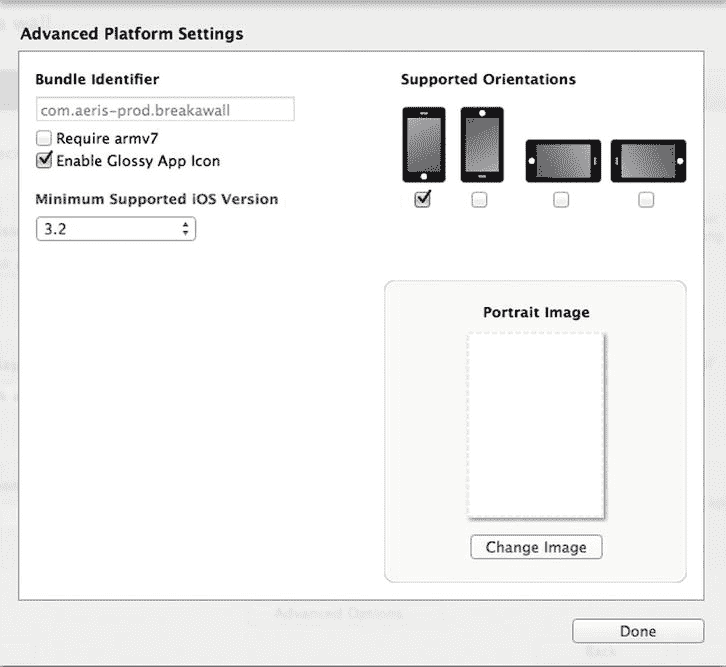 Advanced Platform Settings
Bundle Identifier
com.aeris-prod.breakawall
Require armv7
Enable Glossy App Icon
Minimum Supported iOS Version
3.2
Supported Orientations
Portrait Image
Change Image
Advanced Options
Done
Back